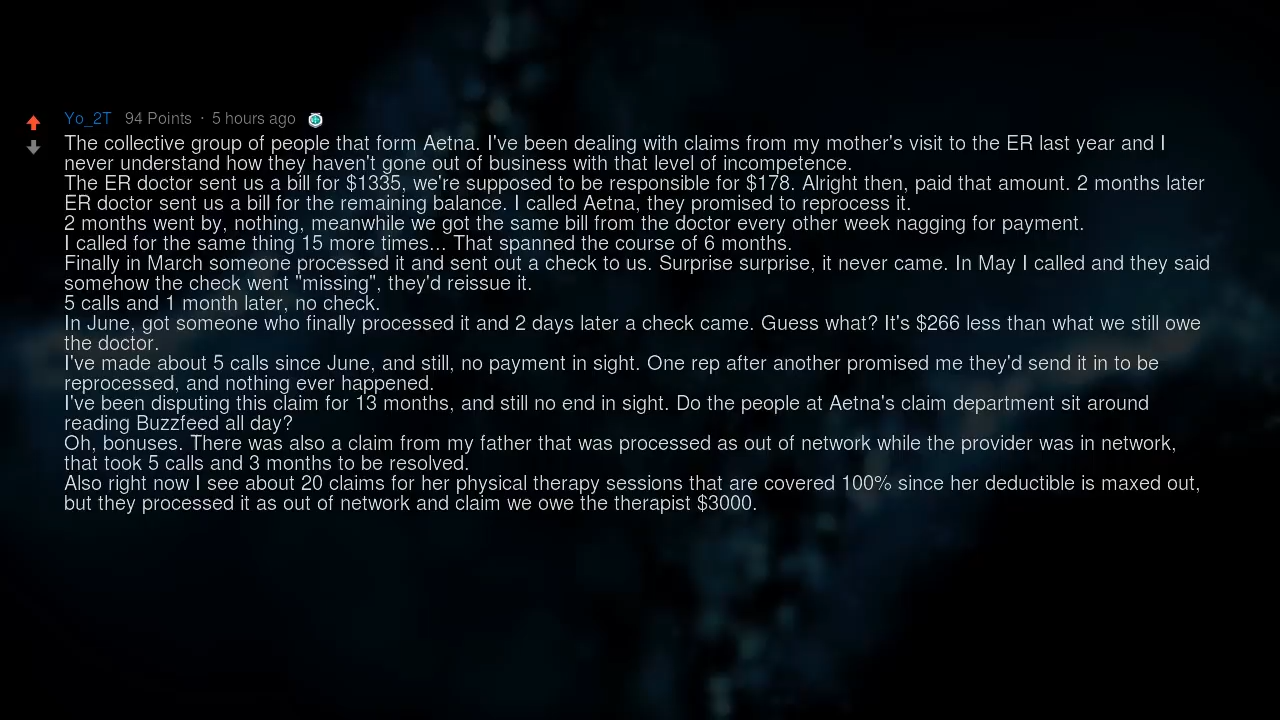 Yo_2T 94 Points · 5 hours ago
The collective group of people that form Aetna. I've been dealing with claims from my mother's visit to the ER last year and I
never understand how they haven't gone out of business with that level of incompetence.
The ER doctor sent us a bill for $1335, we're supposed to be responsible for $178. Alright then, paid that amount. 2 months later
ER doctor sent us a bill for the remaining balance. I called Aetna, they promised to reprocess it.
2 months went by, nothing, meanwhile we got the same bill from the doctor every other week nagging for payment.
I called for the same thing 15 more times... That spanned the course of 6 months.
Finally in March someone processed it and sent out a check to us. Surprise surprise, it never came. In May I called and they said
somehow the check went "missing", they'd reissue it.
5 calls and 1 month later, no check.
In June, got someone who finally processed it and 2 days later a check came. Guess what? It's $266 less than what we still owe
the doctor.
I've made about 5 calls since June, and still, no payment in sight. One rep after another promised me they'd send it in to be
reprocessed, and nothing ever happened.
I've been disputing this claim for 13 months, and still no end in sight. Do the people at Aetna's claim department sit around
reading Buzzfeed all day?
Oh, bonuses. There was also a claim from my father that was processed as out of network while the provider was in network,
that took 5 calls and 3 months to be resolved.
Also right now I see about 20 claims for her physical therapy sessions that are covered 100% since her deductible is maxed out,
but they processed it as out of network and claim we owe the therapist $3000.